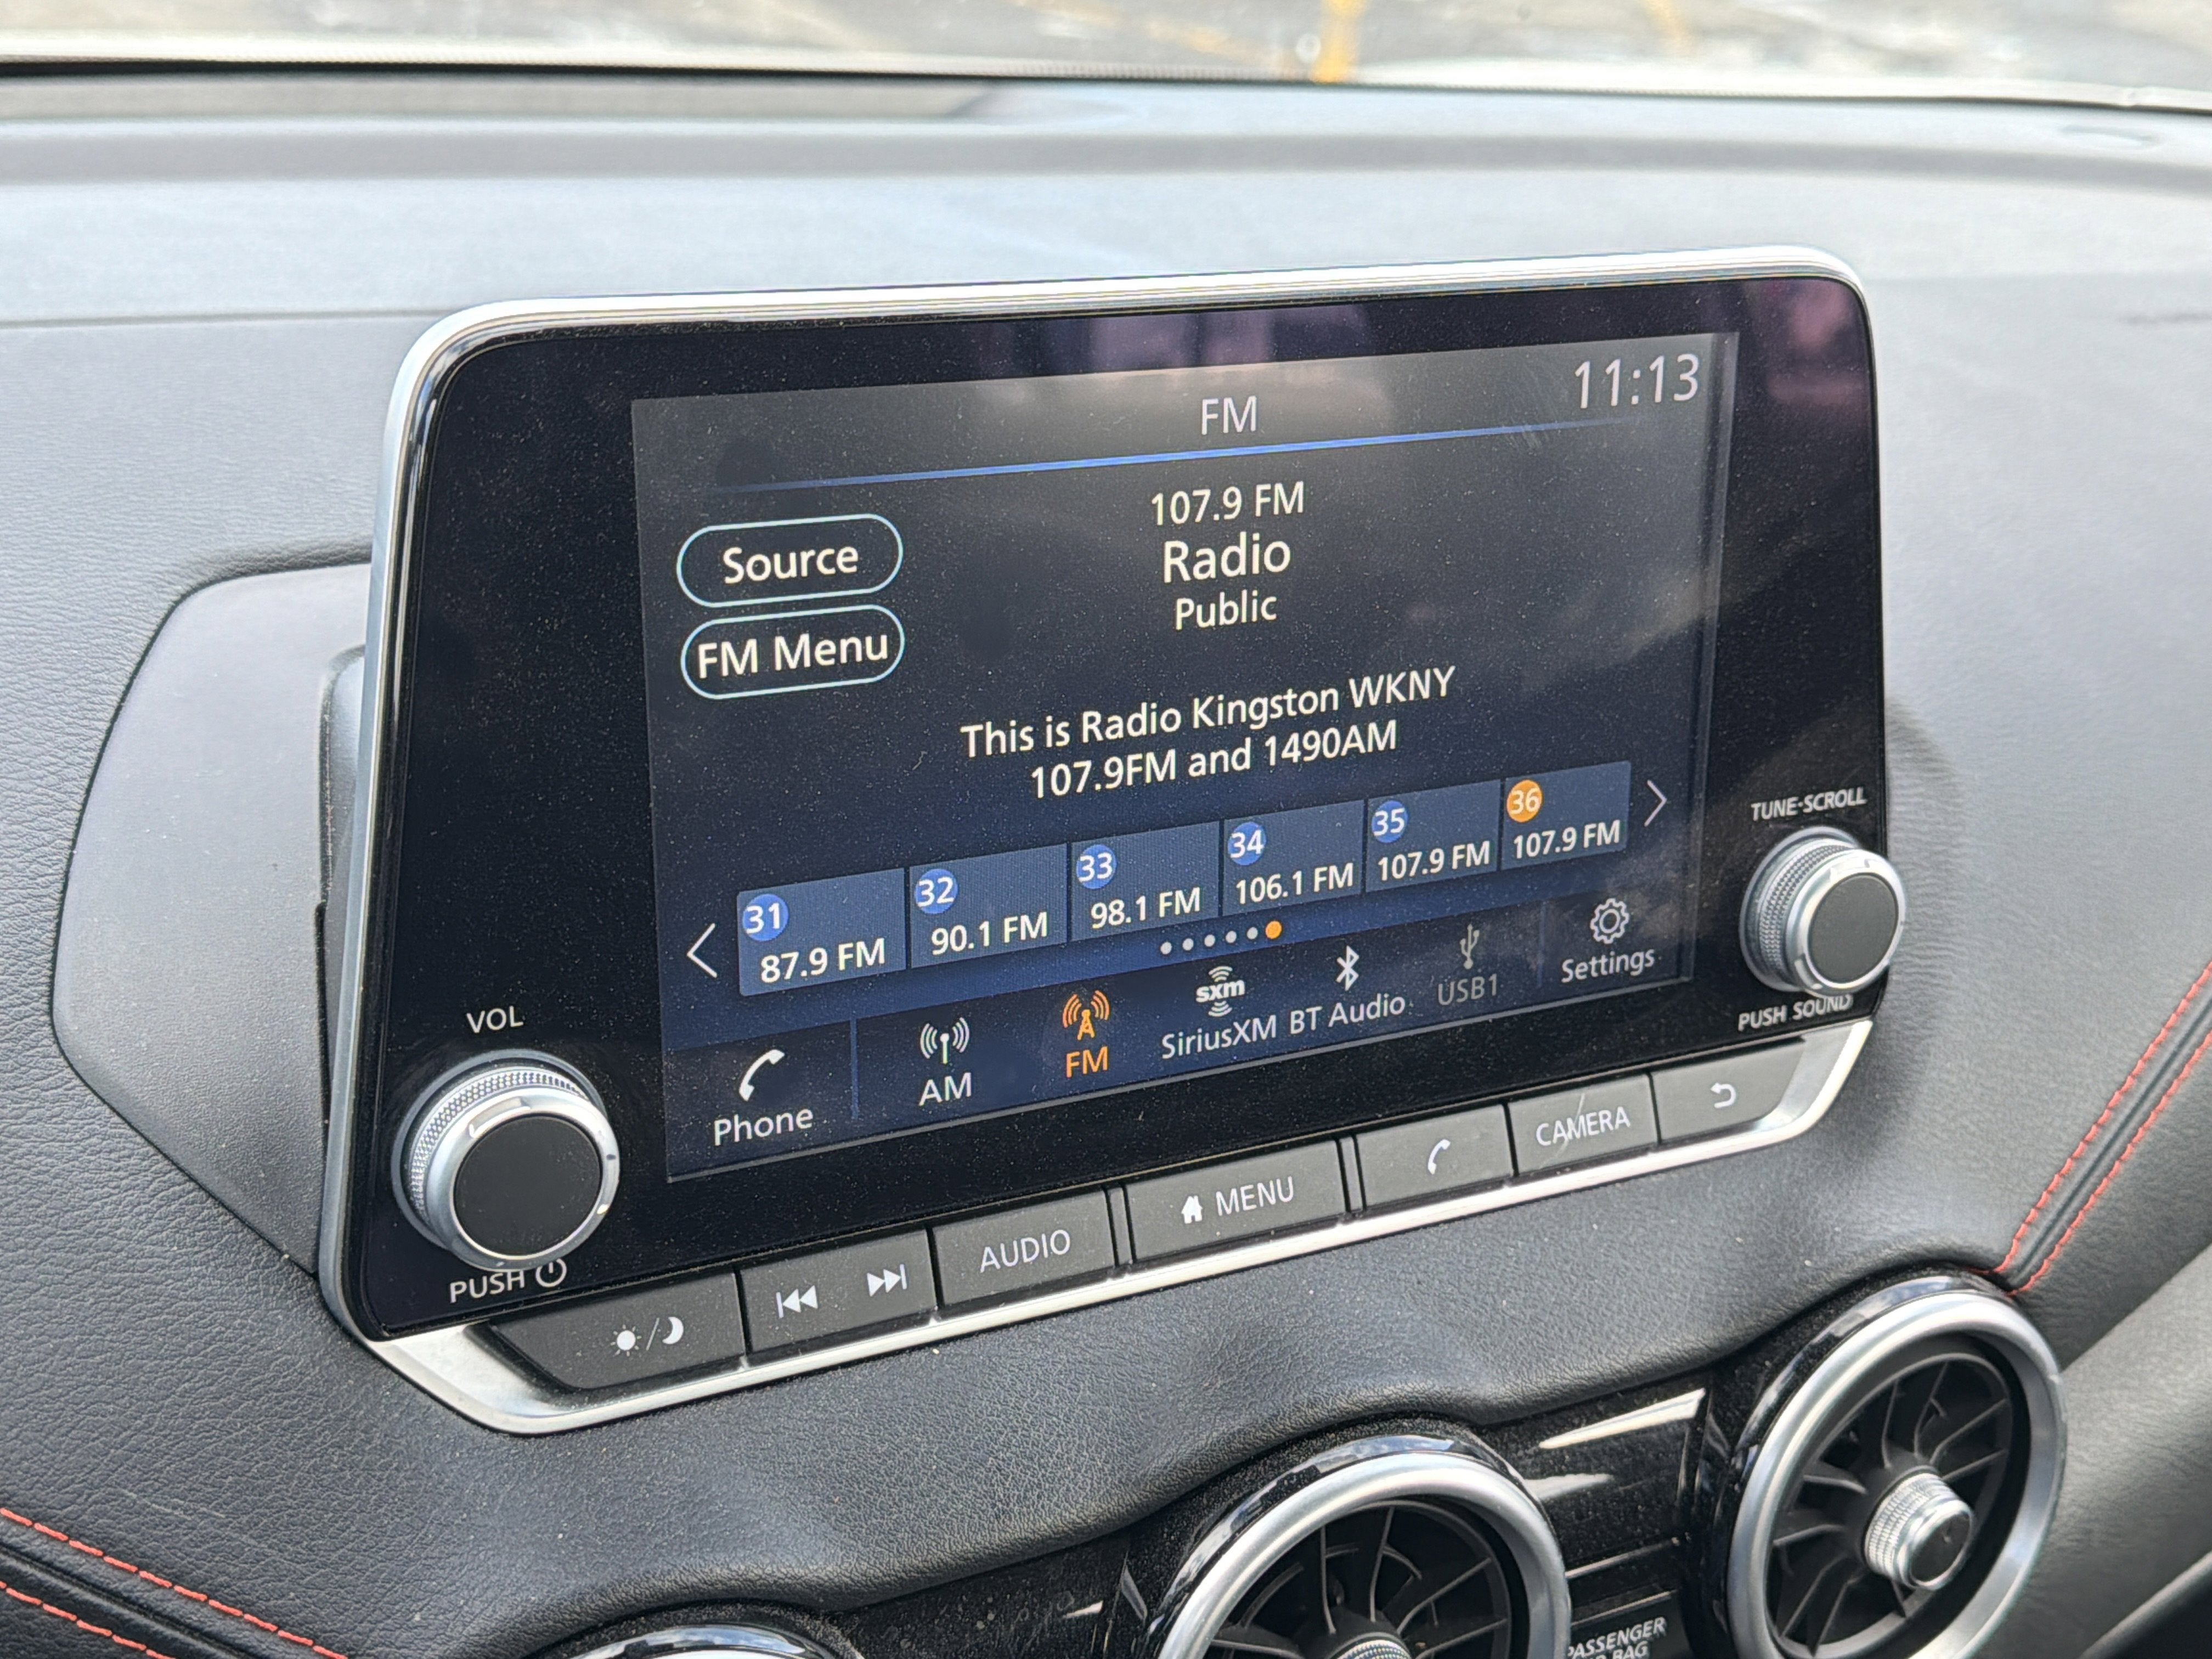 FM
11:13
107.9 FM
Radio
Public
Source
FM Menu
This is Radio Kingston WKNY
107.9FM and 1490AM
31
87.9 FM
32
90.1 FM
33
98.1 FM
34
106.1 FM
35
107.9 FM
36
107.9 FM
Phone
AM
FM
sxm
SiriusXM
BT Audio
USB1
Settings
VOL
PUSH
TUNE·SCROLL
PUSH SOUND
AUDIO
MENU
CAMERA
PASSENGER
BAG